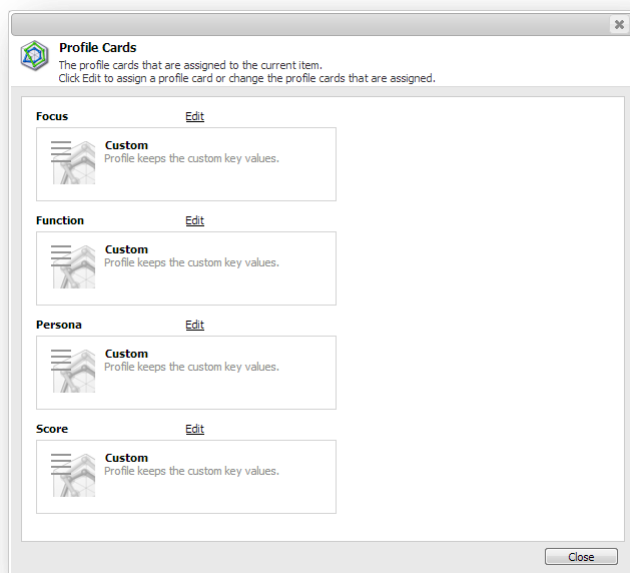 Profile Cards
The profile cards that are assigned to the current item.
Click Edit to assign a profile card or change the profile cards that are assigned.
Focus Edit
Custom
Profile keeps the custom key values.
Function Edit
Custom
Profile keeps the custom key values.
Persona Edit
Custom
Profile keeps the custom key values.
Score Edit
Custom
Profile keeps the custom key values.
Close